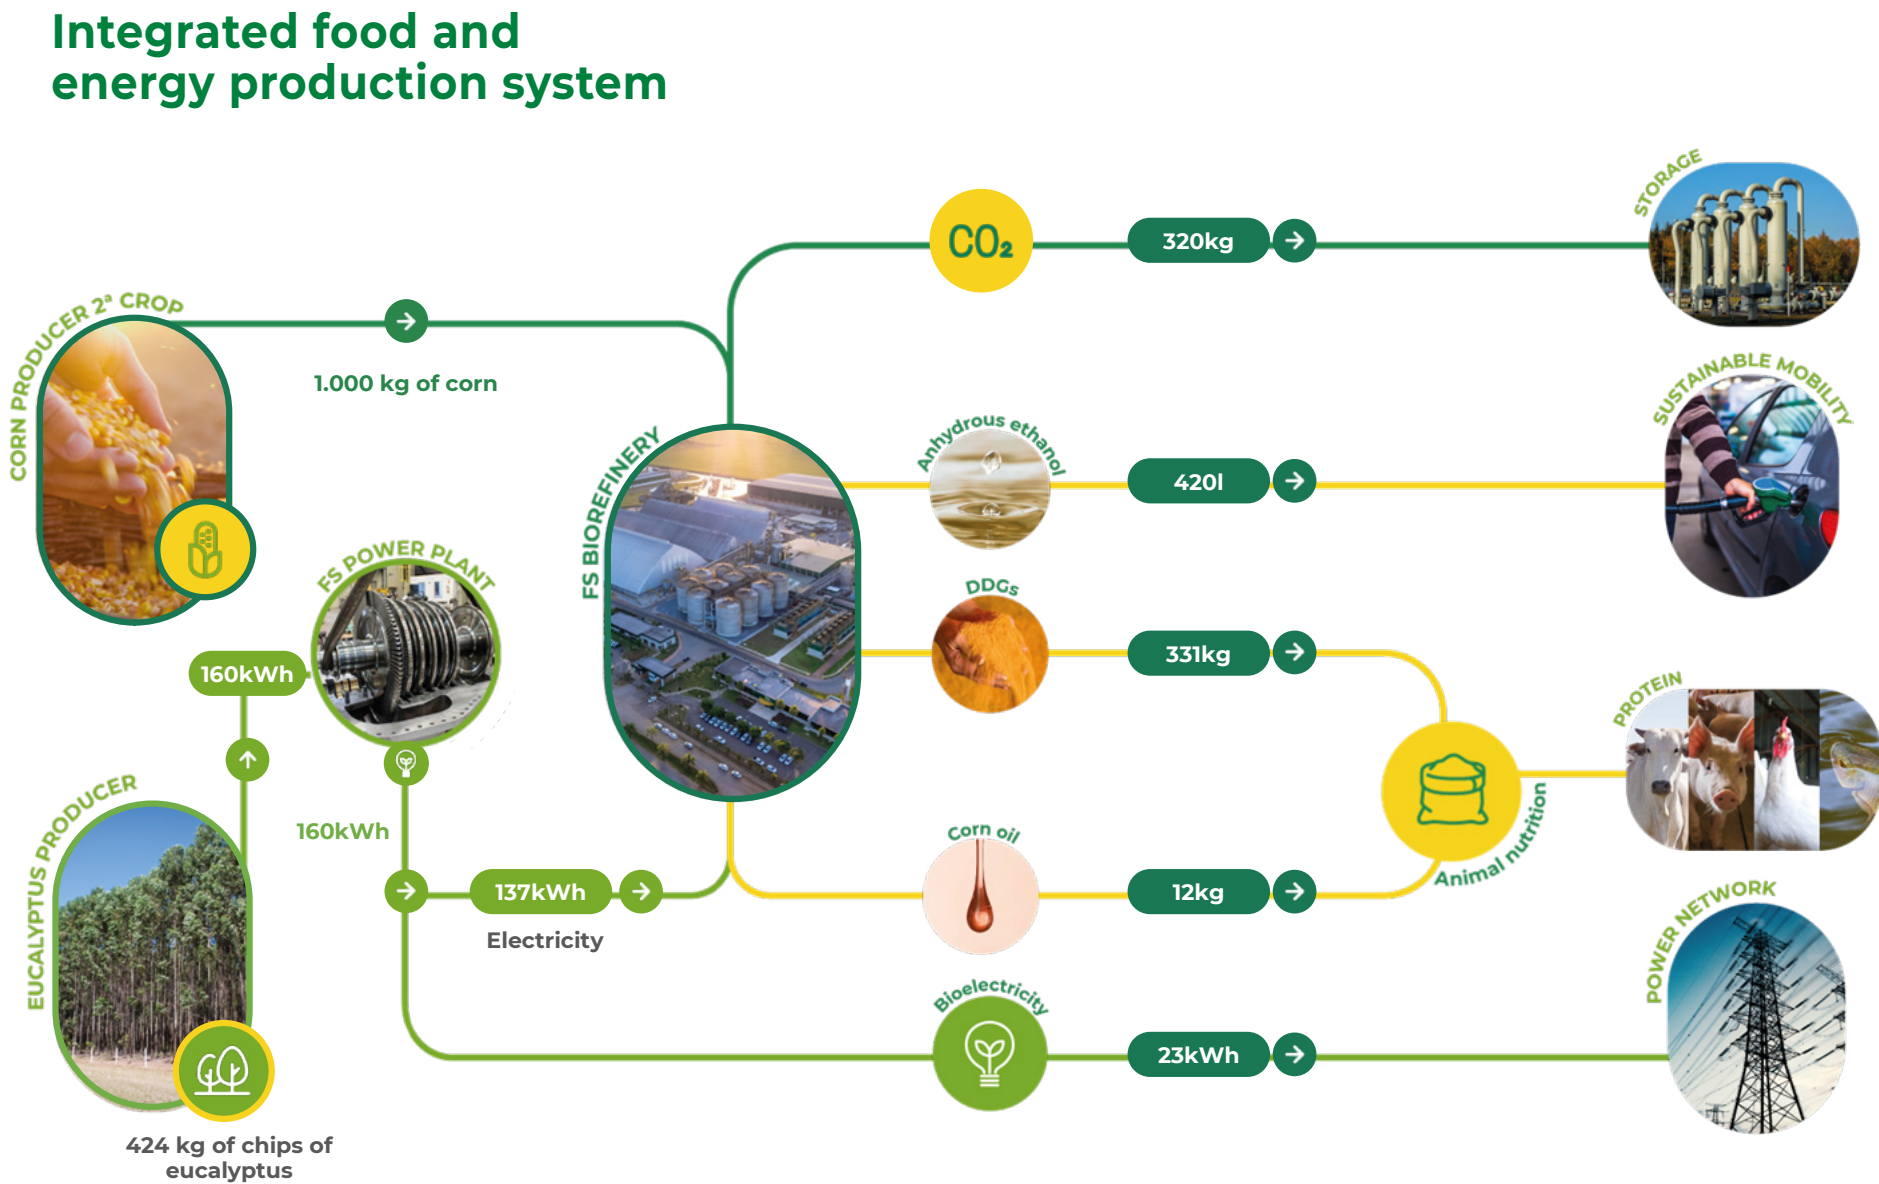 Integrated food and
energy production system
STORAGE
CO₂
320kg
CORN PRODUCER 2ª CROP
1.000 kg of corn
SUSTAINABLE MOBILITY
FS BIOREFINERY
Anhydrous ethanol
420l
FS POWER PLANT
DDGs
331kg
160kWh
PROTEIN
EUCALYPTUS PRODUCER
160kWh
Corn oil
Animal nutrition
137kWh
12kg
Electricity
POWER NETWORK
Bioelectricity
23kWh
424 kg of chips of
eucalyptus